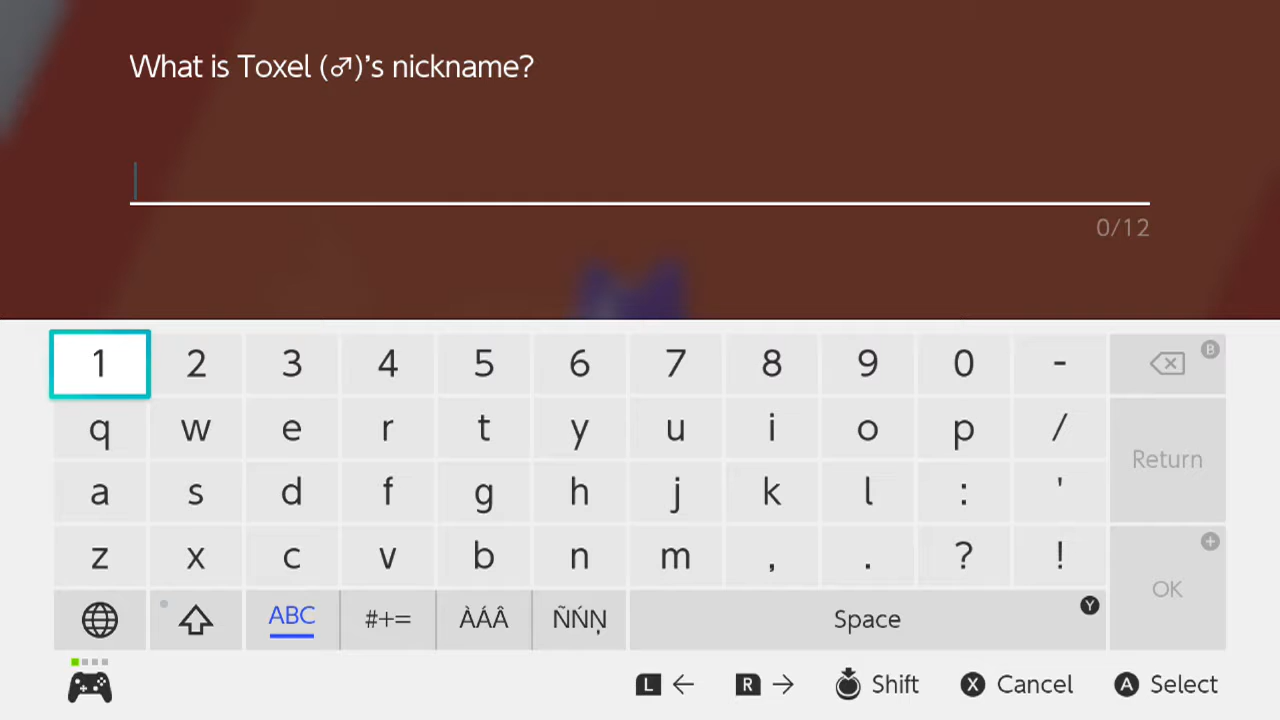 What is Toxel (♂)'s nickname?
0/12
1 2 3 4 5 6 7 8 9 0 - B
q w e r t y u i o p / Return
a s d f g h j k l : '
z x c v b n m , . ? ! + OK
ABC #+= ÀÁÂ ÑŃŅ Space Y
L ← R → Shift X Cancel A Select